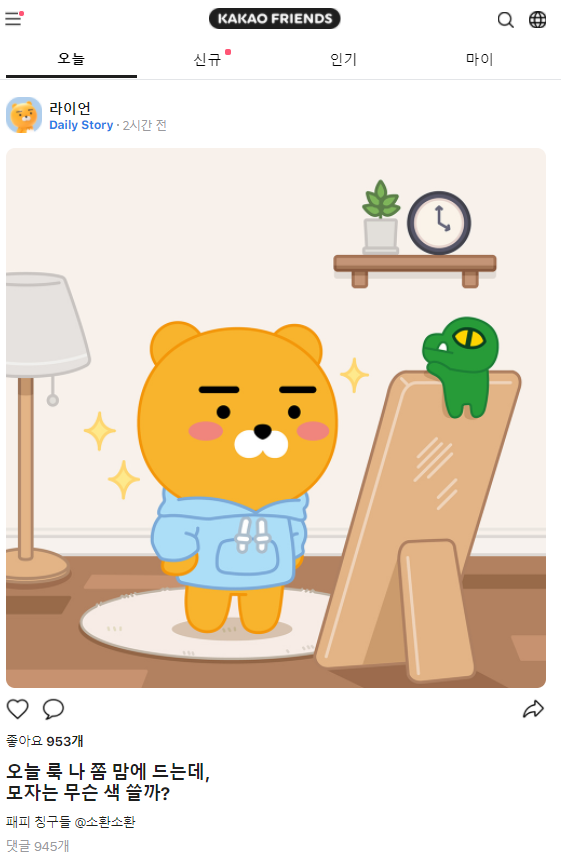 KAKAO FRIENDS
오늘 신규 인기 마이
라이언
Daily Story · 2시간 전
좋아요 953개
오늘 룩 나 쫌 맘에 드는데,
모자는 무슨 색 쓸까?
패피 칭구들 @소환소환
댓글 945개